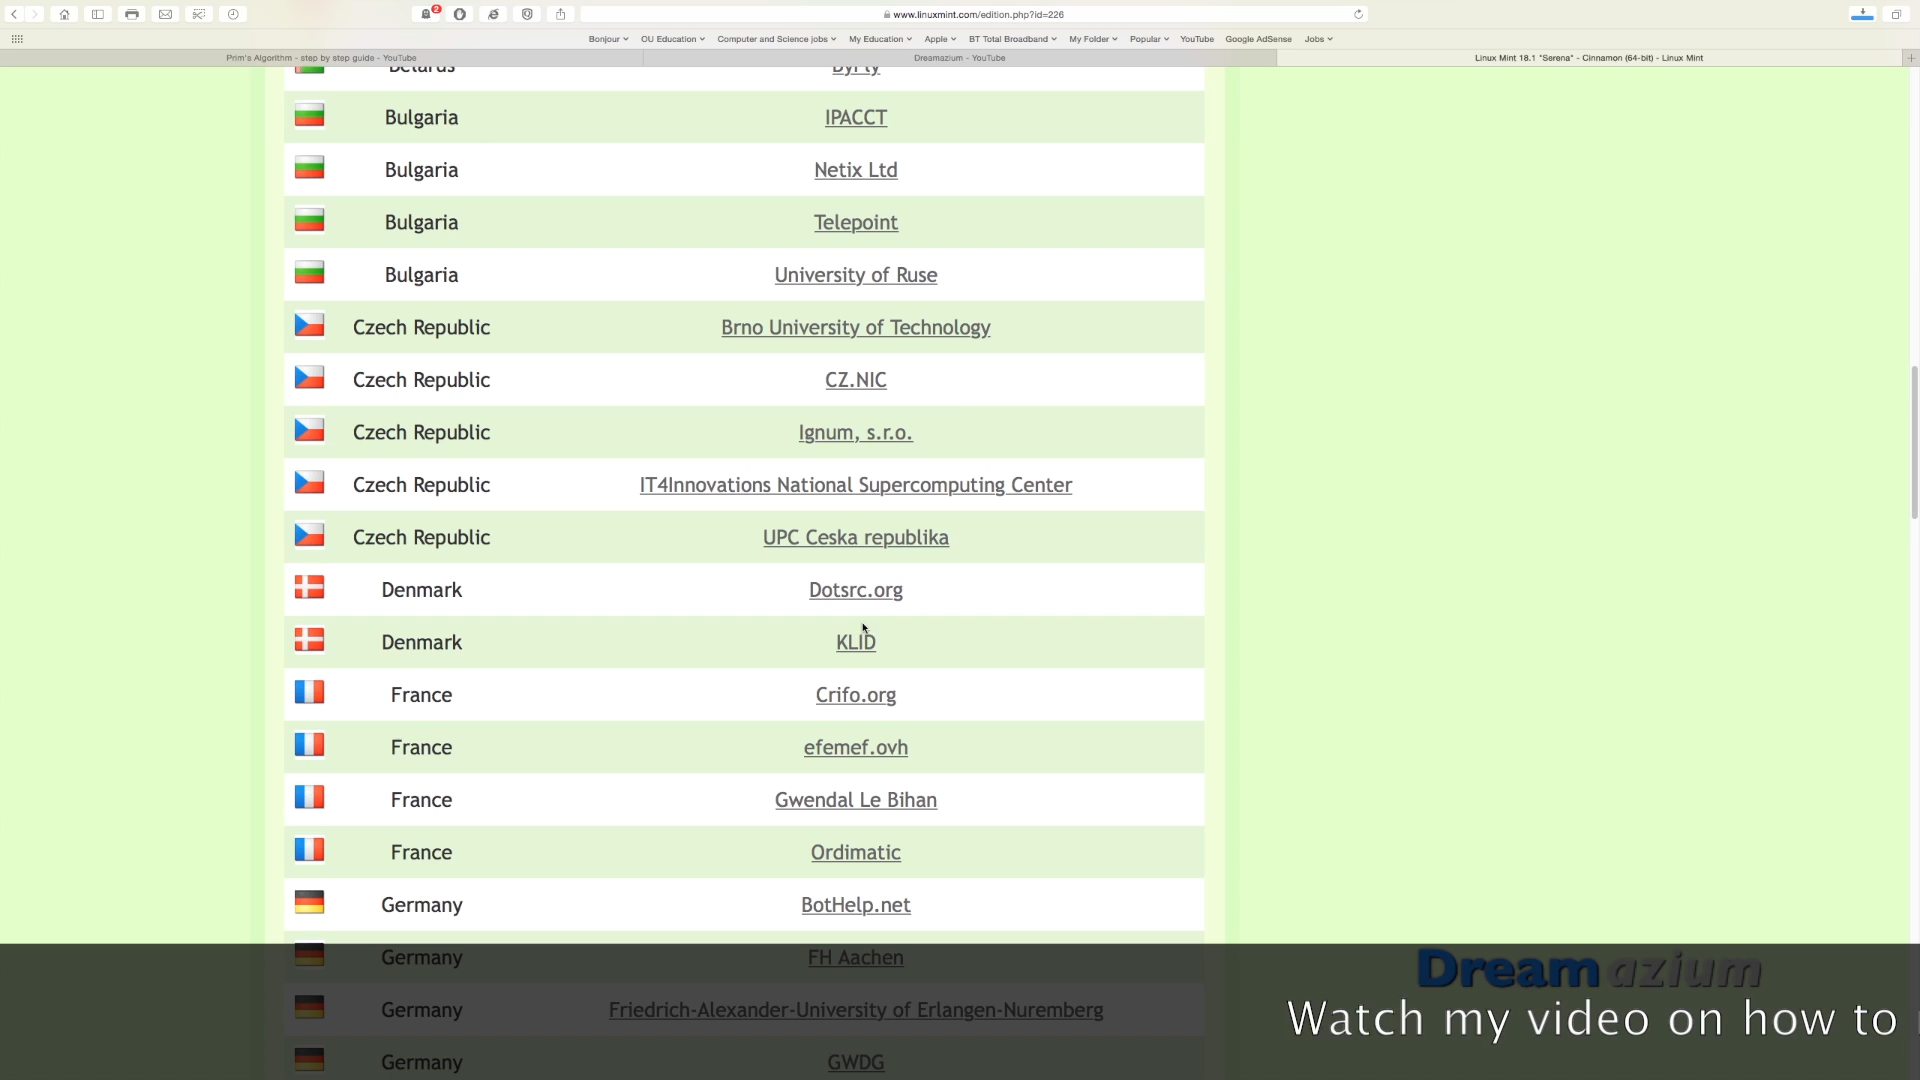 2
www.linuxmint.com/edition.php?id=226
Bonjour OU Education Computer and Science jobs My Education Apple BT Total Broadband My Folder Popular YouTube Google AdSense Jobs
Prim's Algorithm - step by step guide - YouTube Dreamazium - YouTube Linux Mint 18.1 "Serena" - Cinnamon (64-bit) - Linux Mint
Belarus ByFly
Bulgaria IPACCT
Bulgaria Netix Ltd
Bulgaria Telepoint
Bulgaria University of Ruse
Czech Republic Brno University of Technology
Czech Republic CZ.NIC
Czech Republic Ignum, s.r.o.
Czech Republic IT4Innovations National Supercomputing Center
Czech Republic UPC Ceska republika
Denmark Dotsrc.org
Denmark KLID
France Crifo.org
France efemef.ovh
France Gwendal Le Bihan
France Ordimatic
Germany BotHelp.net
Germany FH Aachen
Germany Friedrich-Alexander-University of Erlangen-Nuremberg
Germany GWDG
Dreamazium
Watch my video on how to